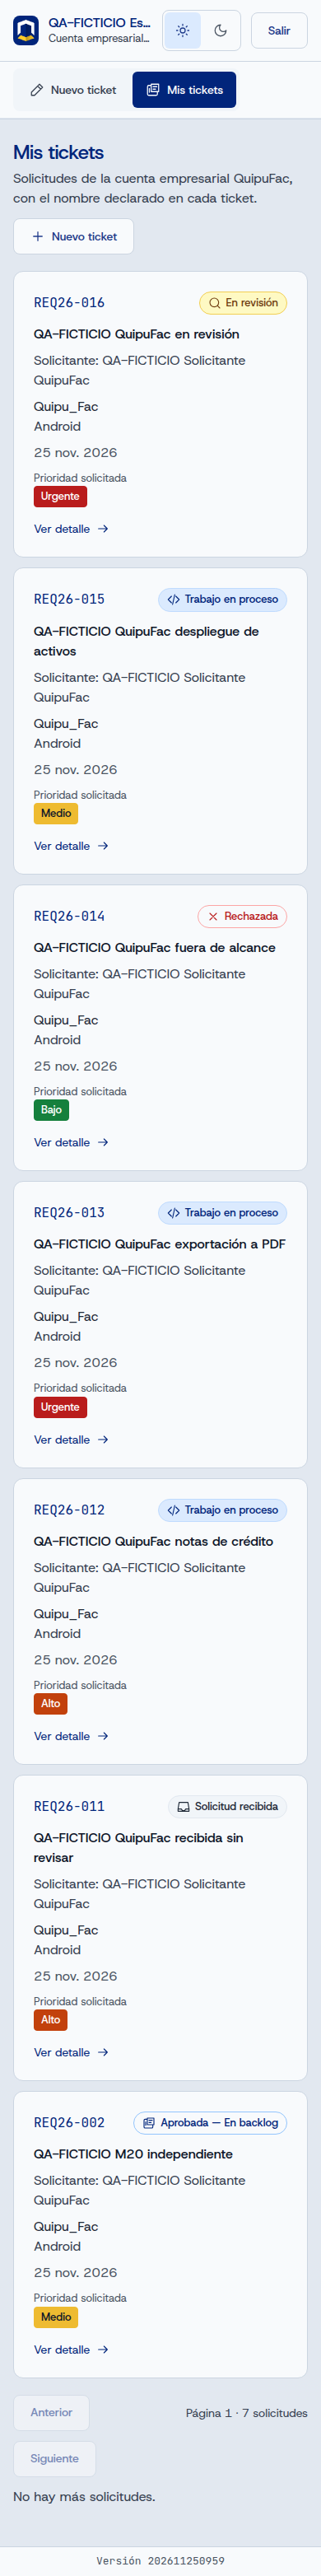 QA-FICTICIO Es...
Cuenta empresarial...
Salir
Nuevo ticket
Mis tickets
Mis tickets
Solicitudes de la cuenta empresarial QuipuFac,
con el nombre declarado en cada ticket.
Nuevo ticket
REQ26-016
En revisión
QA-FICTICIO QuipuFac en revisión
Solicitante: QA-FICTICIO Solicitante
QuipuFac
Quipu_Fac
Android
25 nov. 2026
Prioridad solicitada
Urgente
Ver detalle
REQ26-015
Trabajo en proceso
QA-FICTICIO QuipuFac despliegue de
activos
Solicitante: QA-FICTICIO Solicitante
QuipuFac
Quipu_Fac
Android
25 nov. 2026
Prioridad solicitada
Medio
Ver detalle
REQ26-014
Rechazada
QA-FICTICIO QuipuFac fuera de alcance
Solicitante: QA-FICTICIO Solicitante
QuipuFac
Quipu_Fac
Android
25 nov. 2026
Prioridad solicitada
Bajo
Ver detalle
REQ26-013
Trabajo en proceso
QA-FICTICIO QuipuFac exportación a PDF
Solicitante: QA-FICTICIO Solicitante
QuipuFac
Quipu_Fac
Android
25 nov. 2026
Prioridad solicitada
Urgente
Ver detalle
REQ26-012
Trabajo en proceso
QA-FICTICIO QuipuFac notas de crédito
Solicitante: QA-FICTICIO Solicitante
QuipuFac
Quipu_Fac
Android
25 nov. 2026
Prioridad solicitada
Alto
Ver detalle
REQ26-011
Solicitud recibida
QA-FICTICIO QuipuFac recibida sin
revisar
Solicitante: QA-FICTICIO Solicitante
QuipuFac
Quipu_Fac
Android
25 nov. 2026
Prioridad solicitada
Alto
Ver detalle
REQ26-002
Aprobada — En backlog
QA-FICTICIO M20 independiente
Solicitante: QA-FICTICIO Solicitante
QuipuFac
Quipu_Fac
Android
25 nov. 2026
Prioridad solicitada
Medio
Ver detalle
Anterior
Página 1 · 7 solicitudes
Siguiente
No hay más solicitudes.
Versión 202611250959